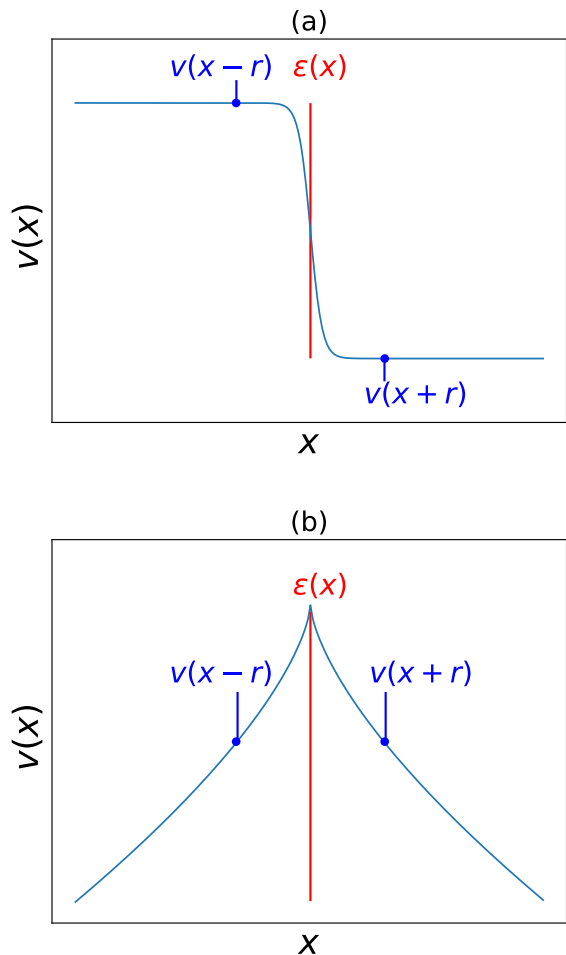 (a)
v(x − r) ε(x)
v(x)
v(x + r)
x
(b)
ε(x)
v(x − r) v(x + r)
v(x)
x